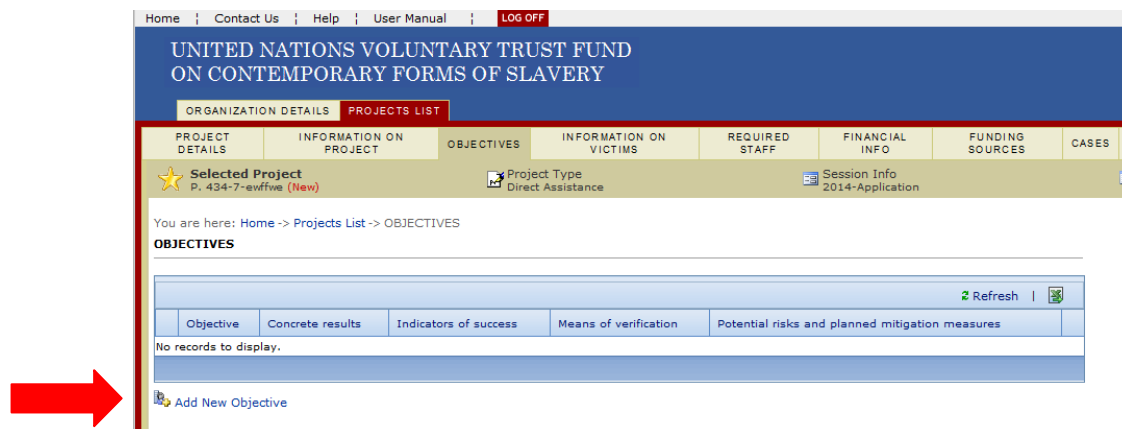 Home ¦ Contact Us ¦ Help ¦ User Manual ¦ LOG OFF
UNITED NATIONS VOLUNTARY TRUST FUND
ON CONTEMPORARY FORMS OF SLAVERY
ORGANIZATION DETAILS PROJECTS LIST
PROJECT DETAILS INFORMATION ON PROJECT OBJECTIVES INFORMATION ON VICTIMS REQUIRED STAFF FINANCIAL INFO FUNDING SOURCES CASES
Selected Project Project Type Session Info
P. 434-7-ewffwe (New) Direct Assistance 2014-Application
You are here: Home -> Projects List -> OBJECTIVES
OBJECTIVES
Refresh |
Objective Concrete results Indicators of success Means of verification Potential risks and planned mitigation measures
No records to display.
Add New Objective